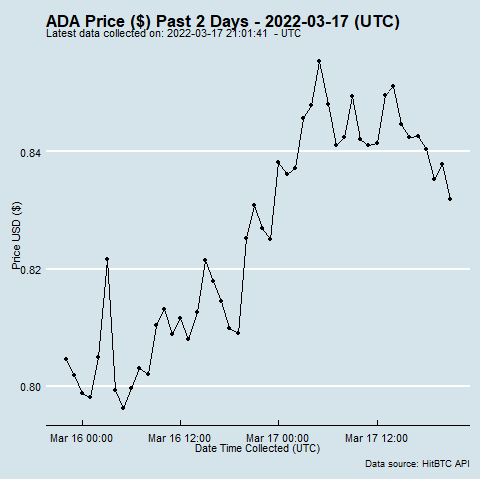 ADA Price ($) Past 2 Days - 2022-03-17 (UTC)
Latest data collected on: 2022-03-17 21:01:41 - UTC
Price USD ($)
0.84
0.82
0.80
Mar 16 00:00 Mar 16 12:00 Mar 17 00:00 Mar 17 12:00
Date Time Collected (UTC)
Data source: HitBTC API